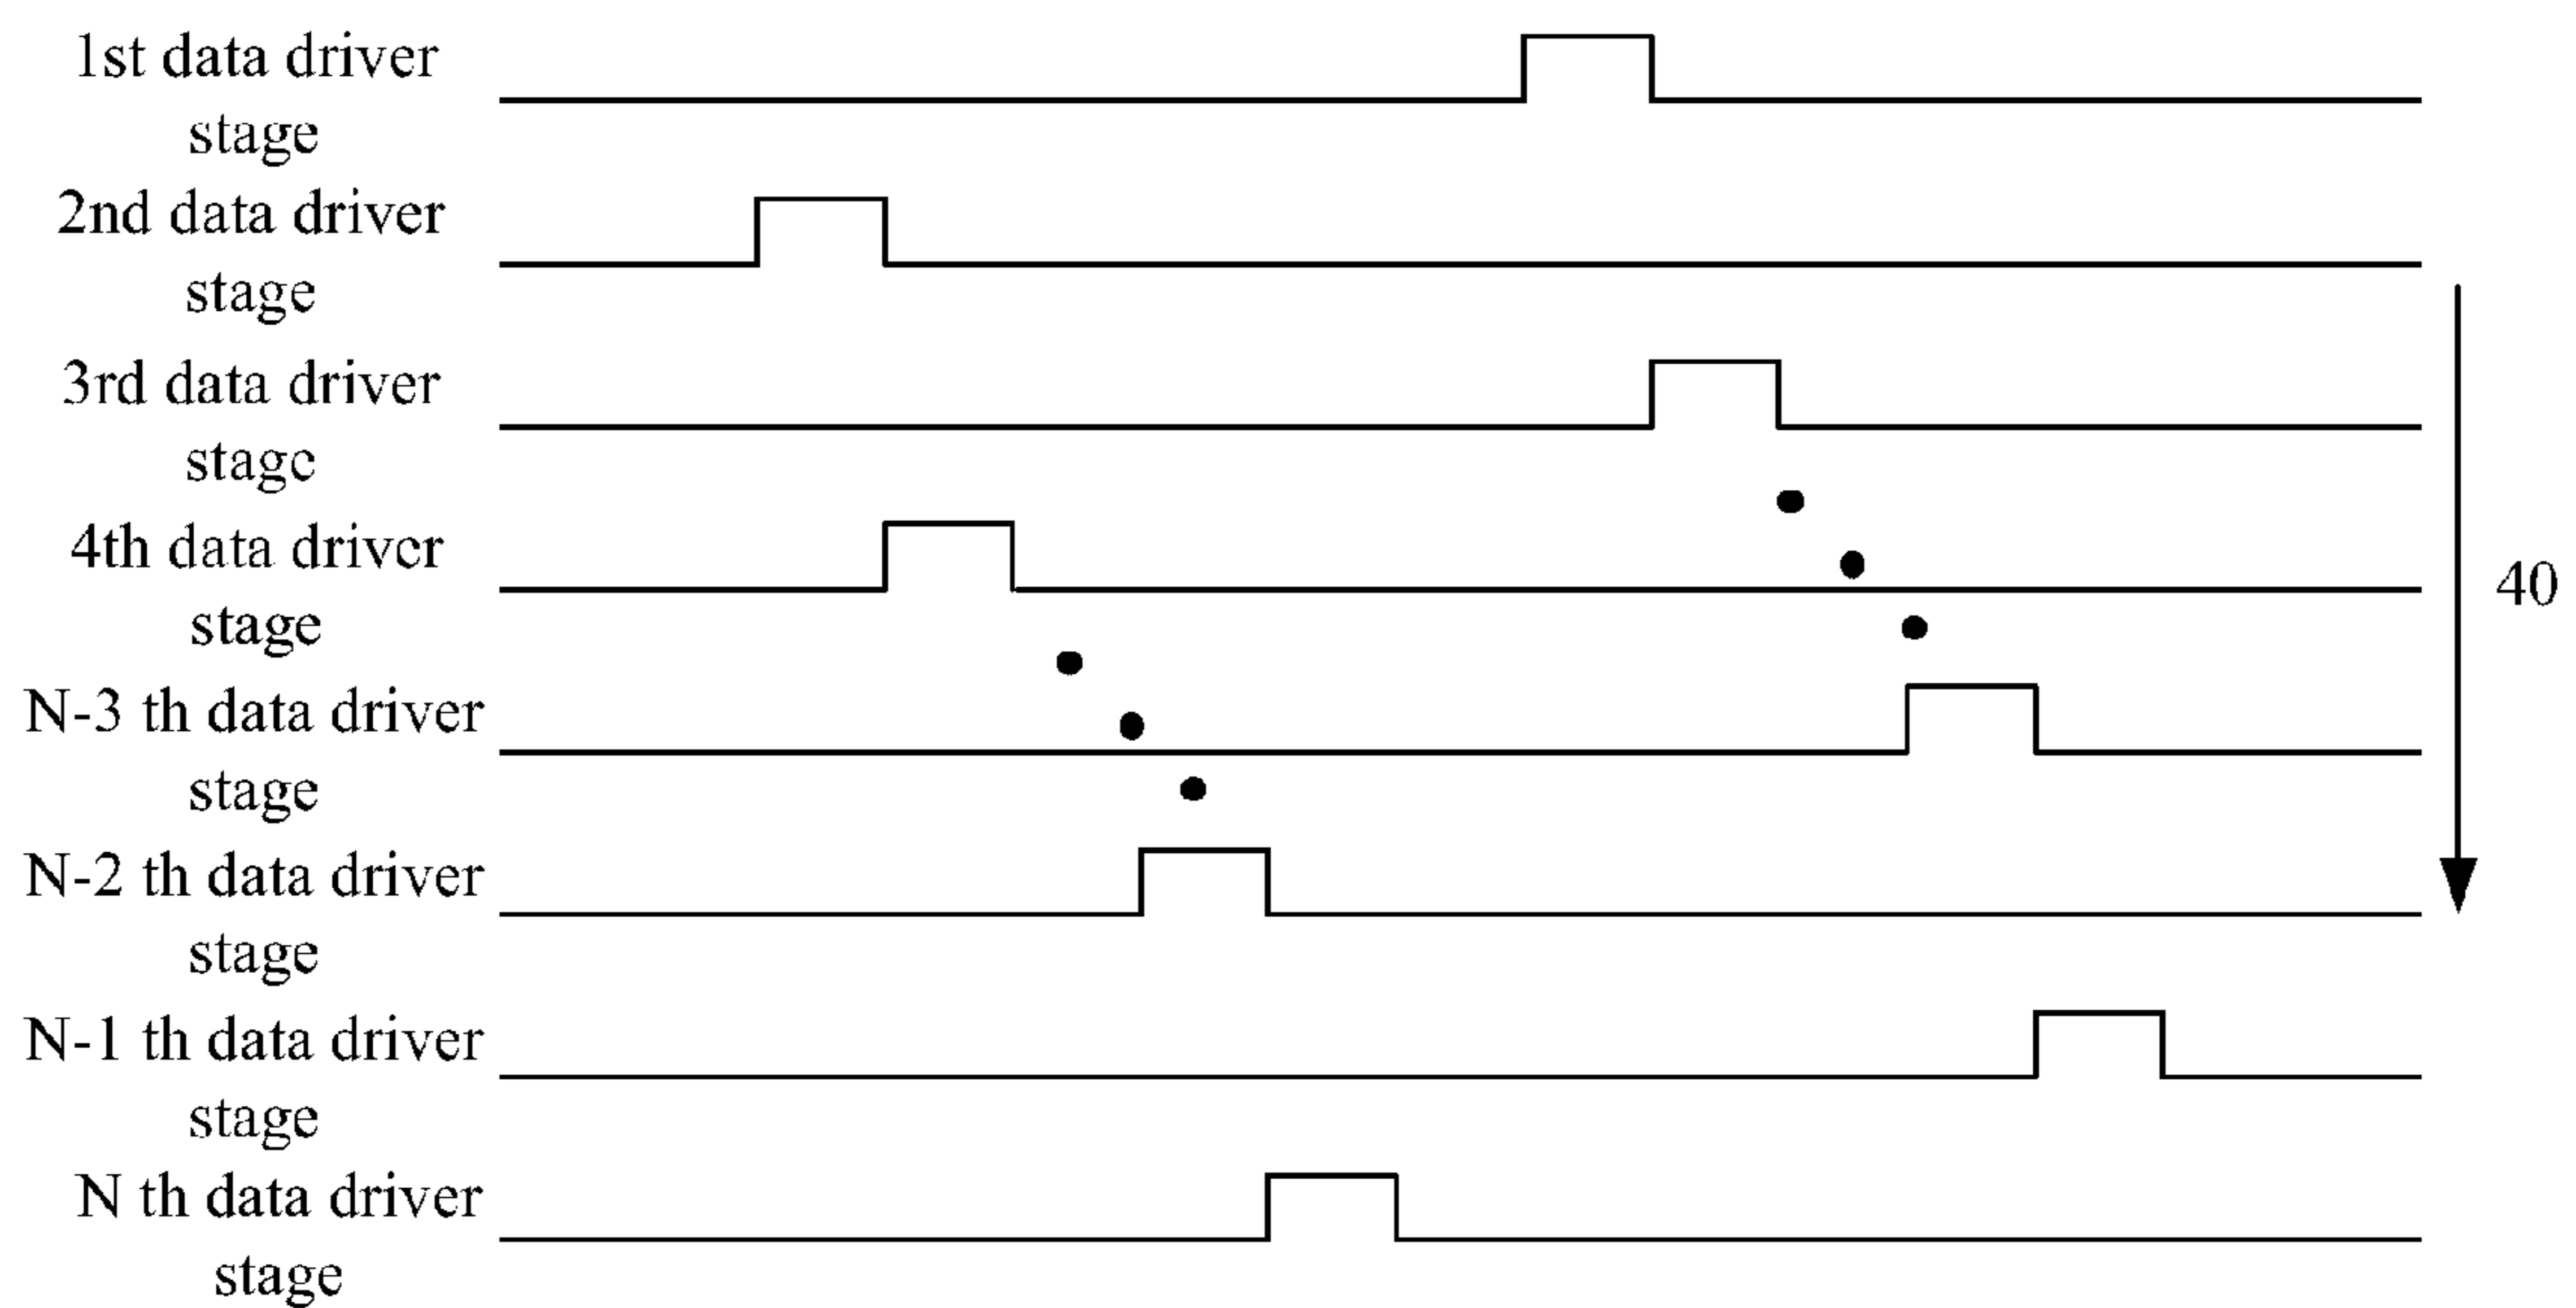 1st data driver
stage
2nd data driver
stage
3rd data driver
stage
4th data driver
stage
40
N-3 th data driver
stage
N-2 th data driver
stage
N-1 th data driver
stage
N th data driver
stage